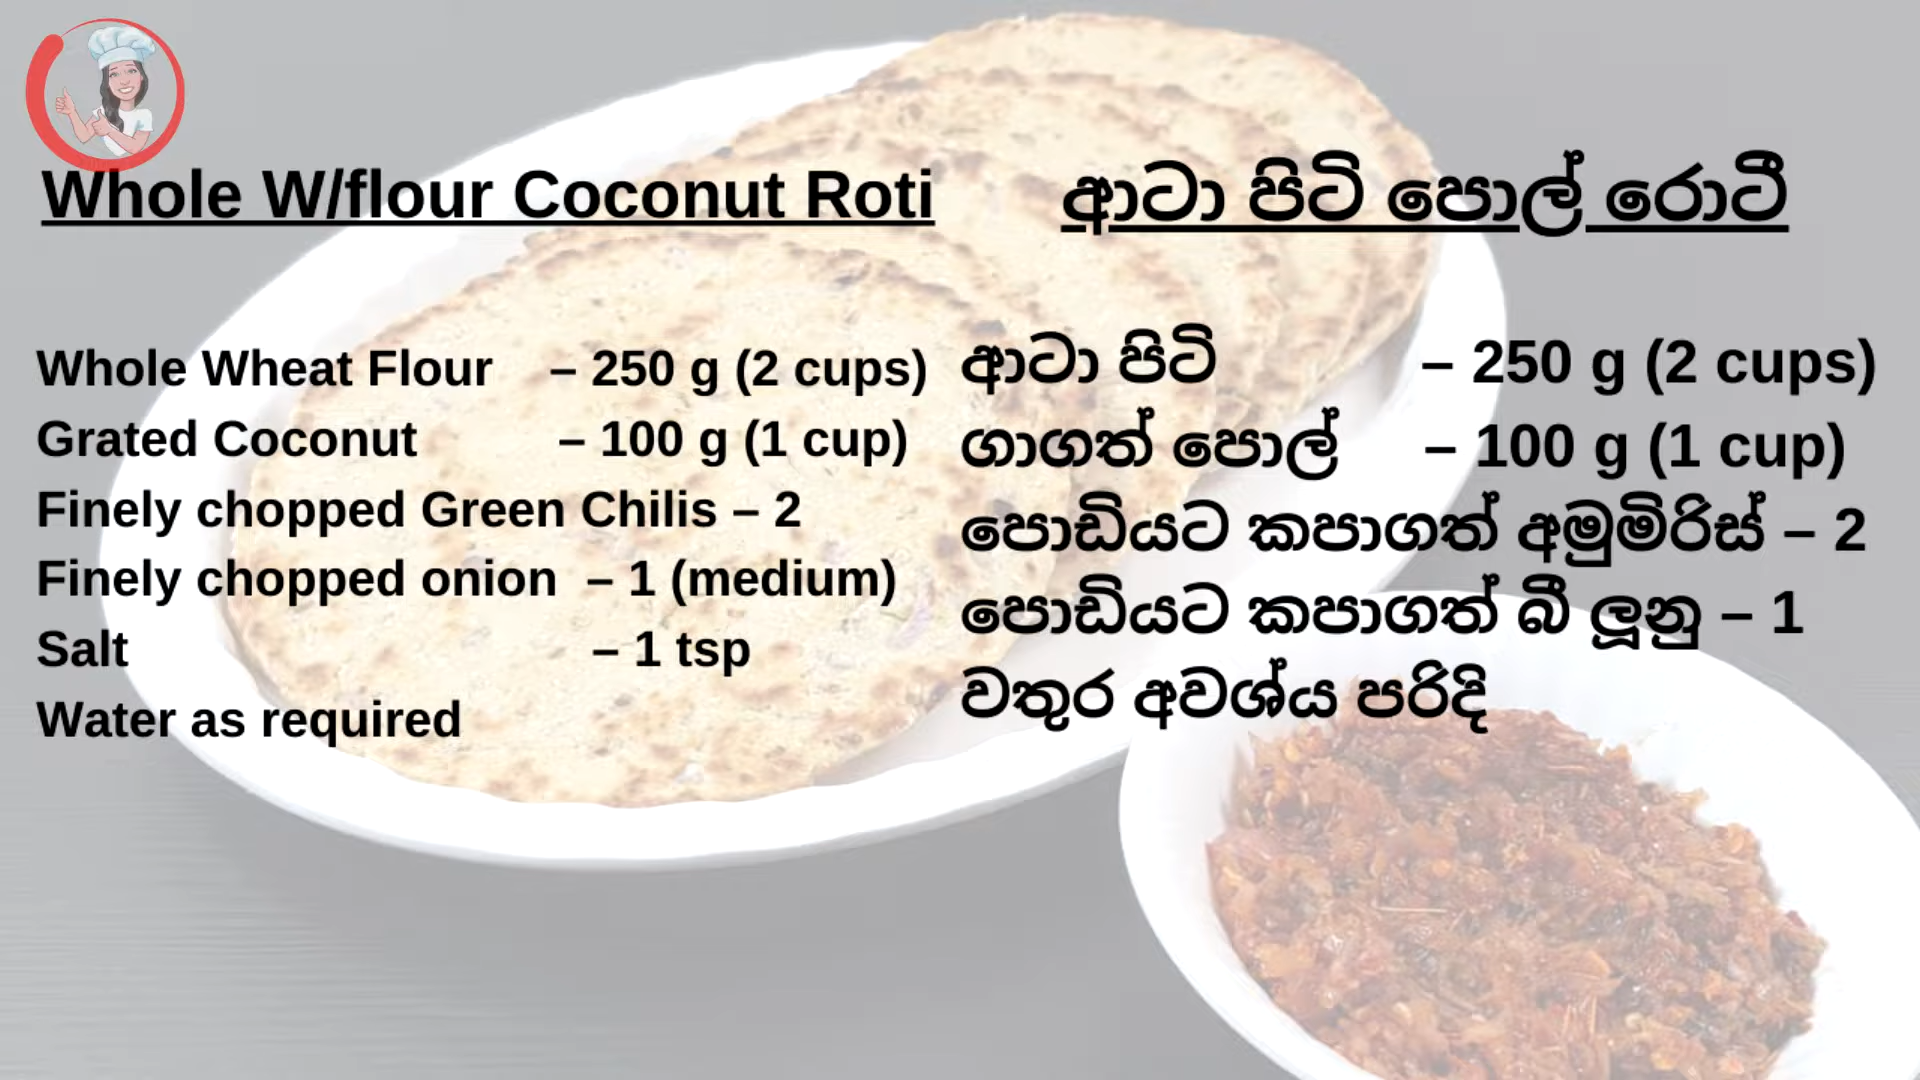 Whole W/flour Coconut Roti
Whole Wheat Flour – 250 g (2 cups)
Grated Coconut – 100 g (1 cup)
Finely chopped Green Chilis – 2
Finely chopped onion – 1 (medium)
Salt – 1 tsp
Water as required
ආටා පිටි පොල් රොටී
ආටා පිටි – 250 g (2 cups)
ගාගත් පොල් – 100 g (1 cup)
පොඩියට කපාගත් අමුමිරිස් – 2
පොඩියට කපාගත් බී ලූනු – 1
වතුර අවශ්ය පරිදි